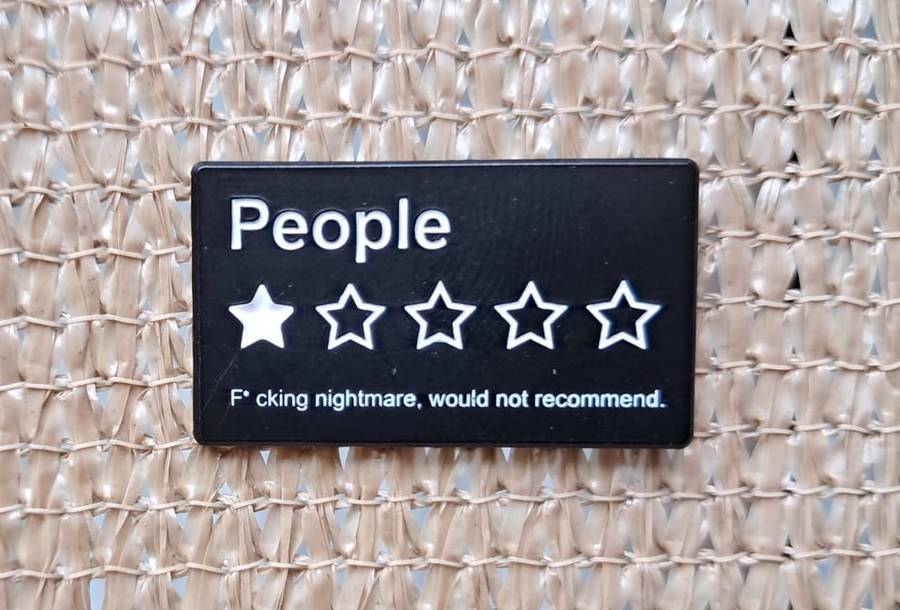 People
F* cking nightmare, would not recommend.